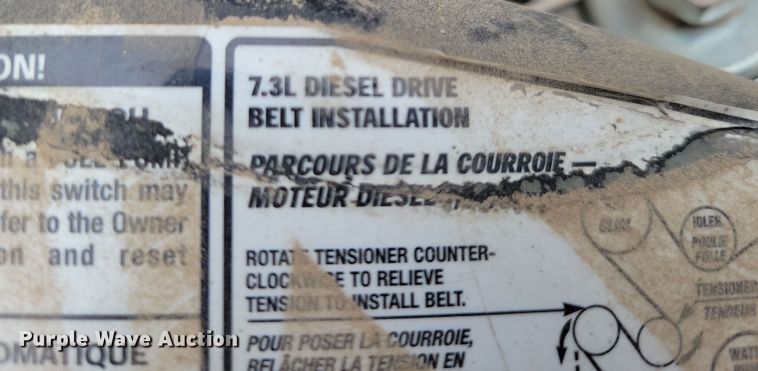 ON!
this switch may
fer to the Owner
on and reset
OMATIQUE
7.3L DIESEL DRIVE
BELT INSTALLATION
PARCOURS DE LA COURROIE —
MOTEUR
ROTATE TENSIONER COUNTER-
CLOCKWISE TO RELIEVE
TENSION TO INSTALL BELT.
POUR POSER LA COURROIE,
RELÂCHER LA TENSION EN
IDLER
POULIE
FOLLE
TENSIONER
TENDEUR
WAT
Purple Wave Auction